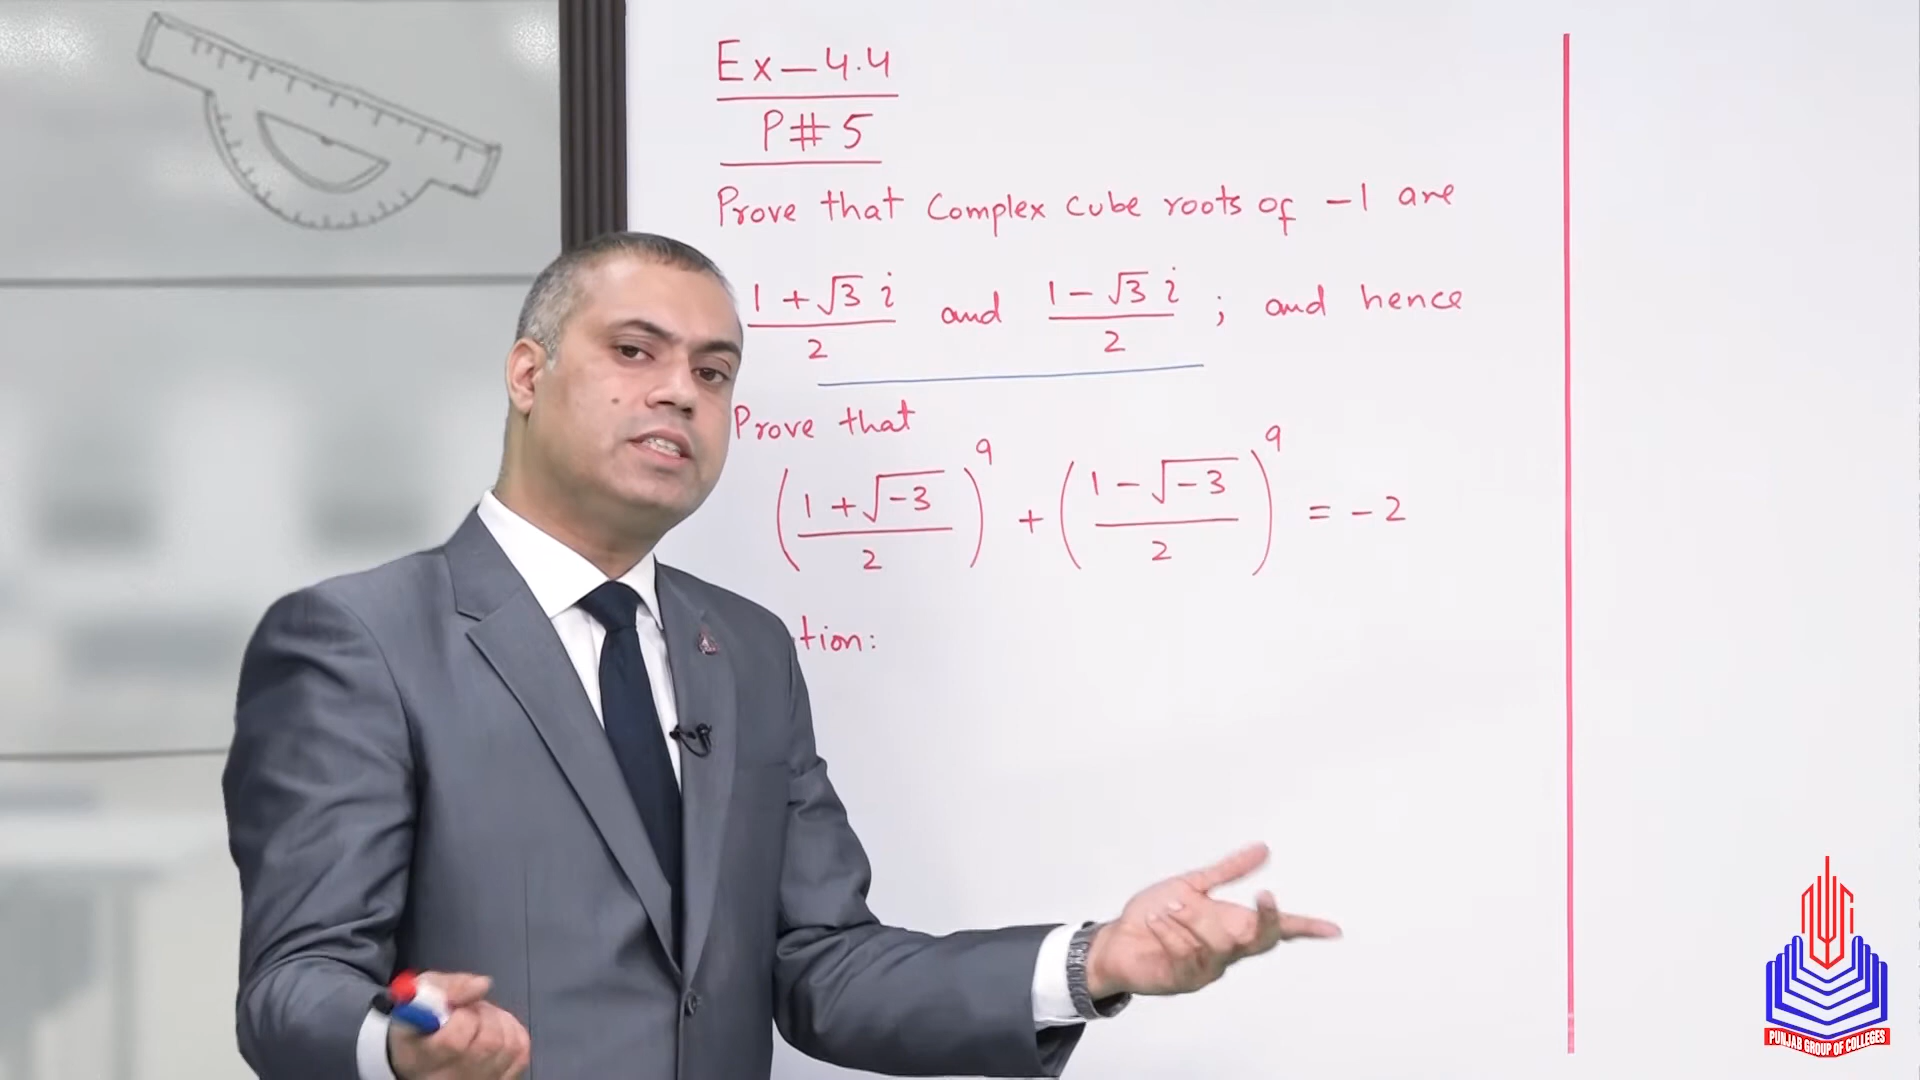 Ex – 4.4
P# 5
Prove that Complex cube roots of -1 are
1 + √3 i / 2 and 1 - √3 i / 2 ; and hence
Prove that
( 1 + √-3 / 2 )^9 + ( 1 - √-3 / 2 )^9 = -2
tion:
PUNJAB GROUP OF COLLEGES